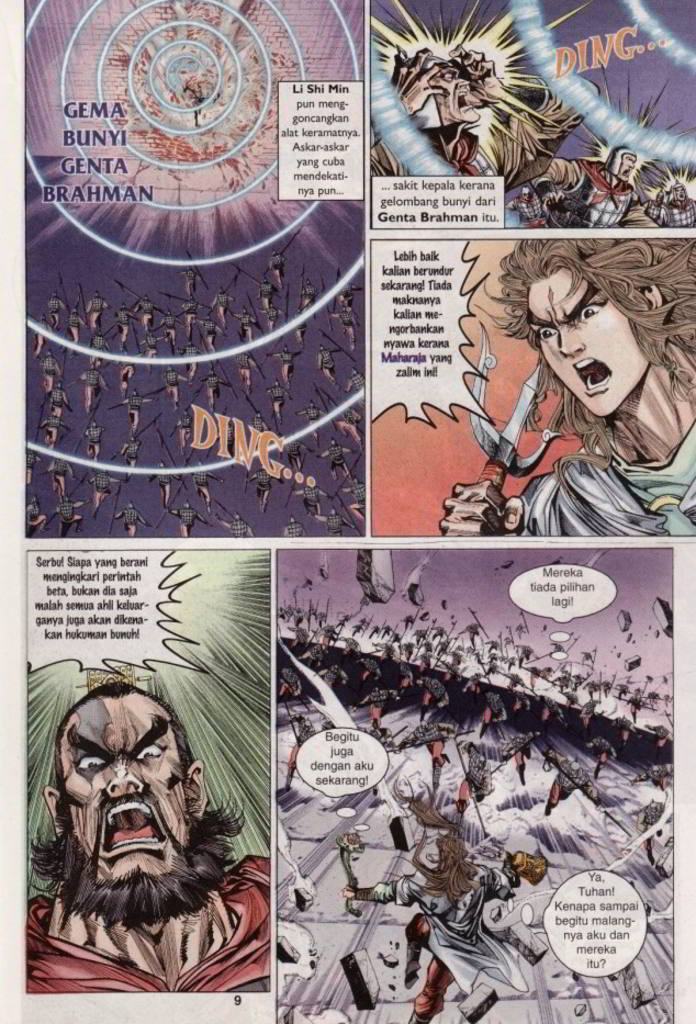 GEMA
BUNYI
GENTA
BRAHMAN
Li Shi Min
pun meng-
goncangkan
alat keramatnya.
Askar-askar
yang cuba
mendekati-
nya pun...
DING...
DING...
... sakit kepala kerana
gelombang bunyi dari
Genta Brahman itu.
Lebih baik
kalian berundur
sekarang! Tiada
maknanya
kalian me-
ngorbankan
nyawa kerana
Maharaja yang
zalim ini!
Serbu! Siapa yang berani
mengingkari perintah
beta, bukan dia saja
malah semua ahli keluar-
ganya juga akan dikena-
kan hukuman bunuh!
Mereka
tiada pilihan
lagi!
Begitu
juga
dengan aku
sekarang!
Ya,
Tuhan!
Kenapa sampai
begitu malang-
nya aku dan
mereka
itu?
9